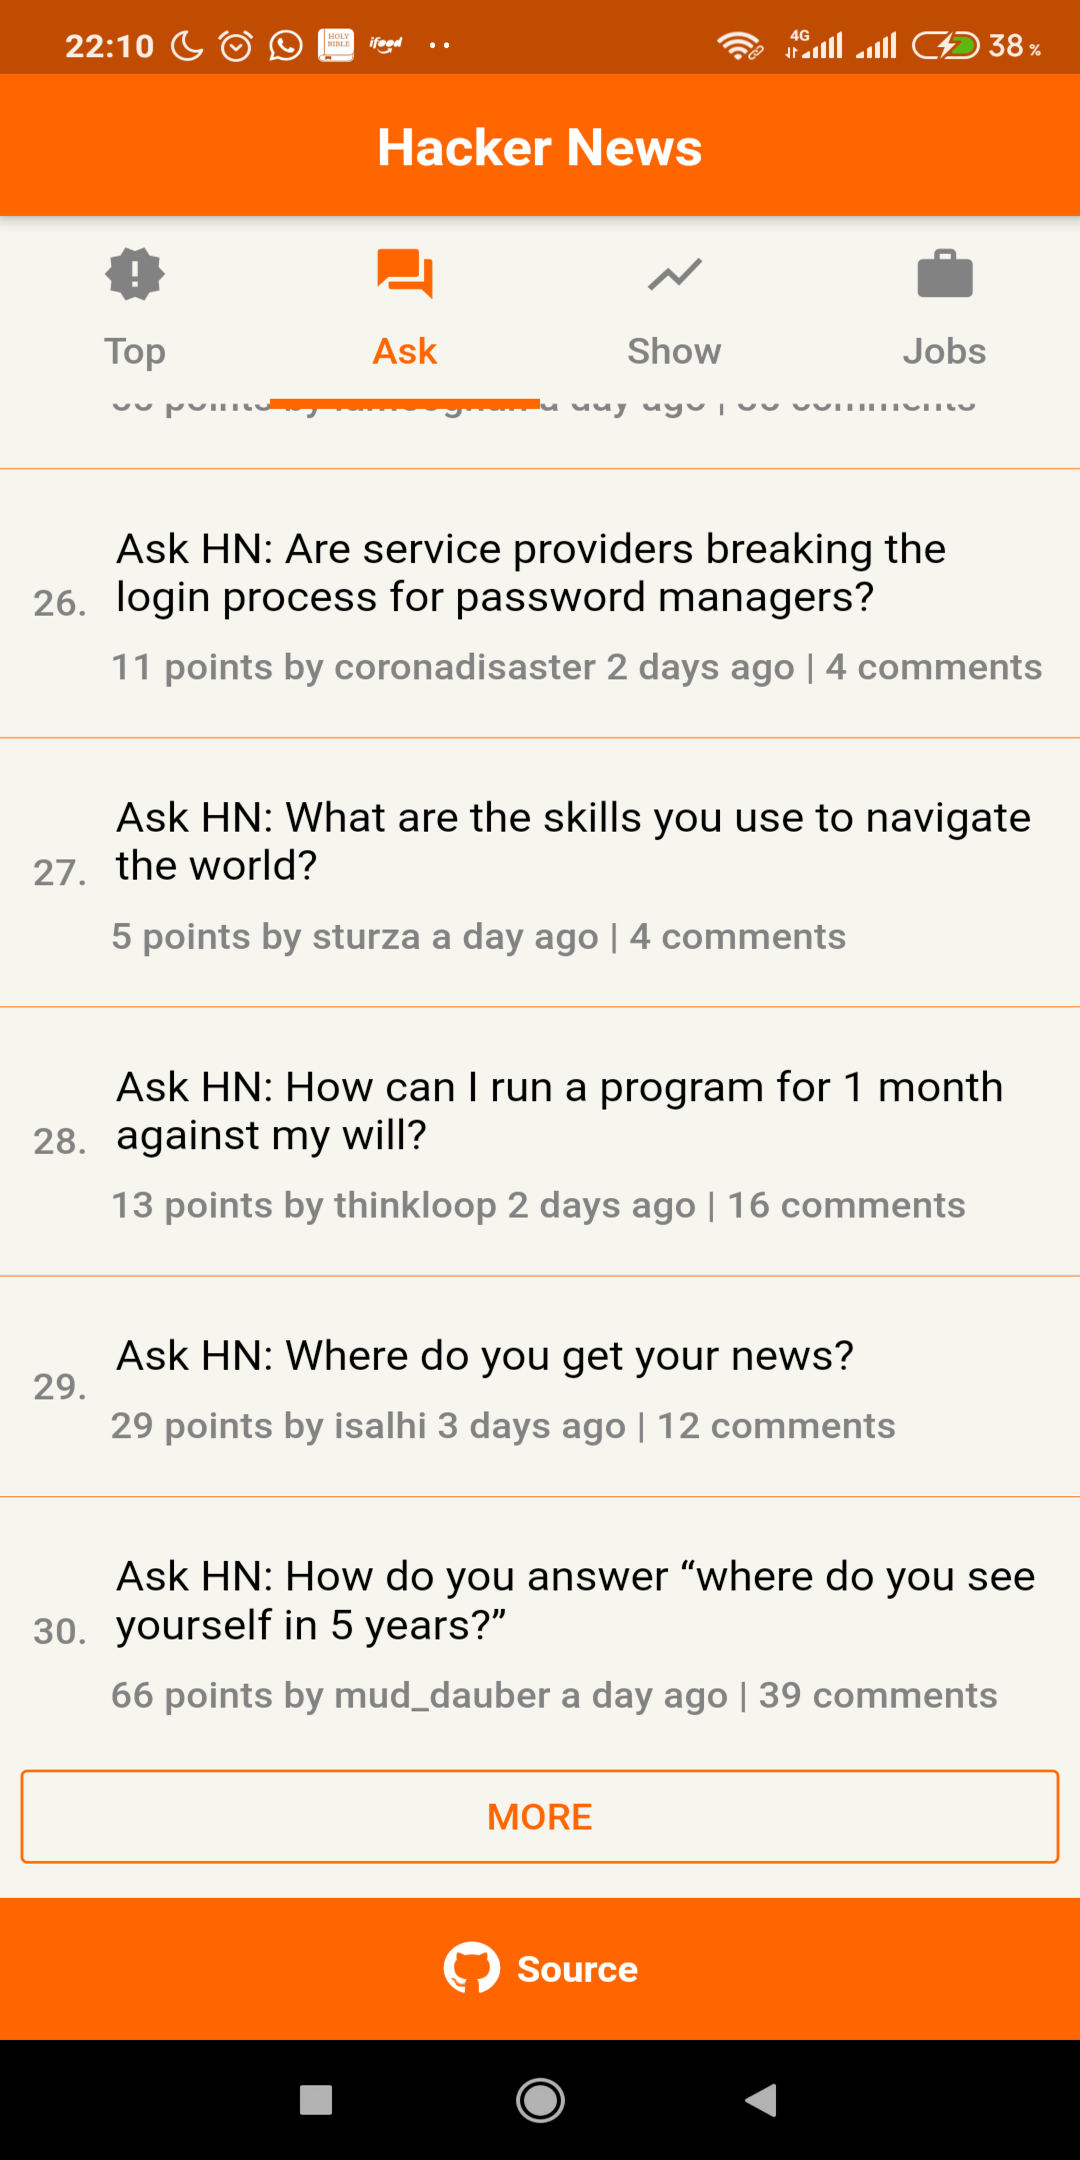 22:10 HOLY BIBLE ifood 4G 38 %
Hacker News
Top Ask Show Jobs
a day ago | comments
26. Ask HN: Are service providers breaking the
login process for password managers?
11 points by coronadisaster 2 days ago | 4 comments
27. Ask HN: What are the skills you use to navigate
the world?
5 points by sturza a day ago | 4 comments
28. Ask HN: How can I run a program for 1 month
against my will?
13 points by thinkloop 2 days ago | 16 comments
29. Ask HN: Where do you get your news?
29 points by isalhi 3 days ago | 12 comments
30. Ask HN: How do you answer “where do you see
yourself in 5 years?”
66 points by mud_dauber a day ago | 39 comments
MORE
Source